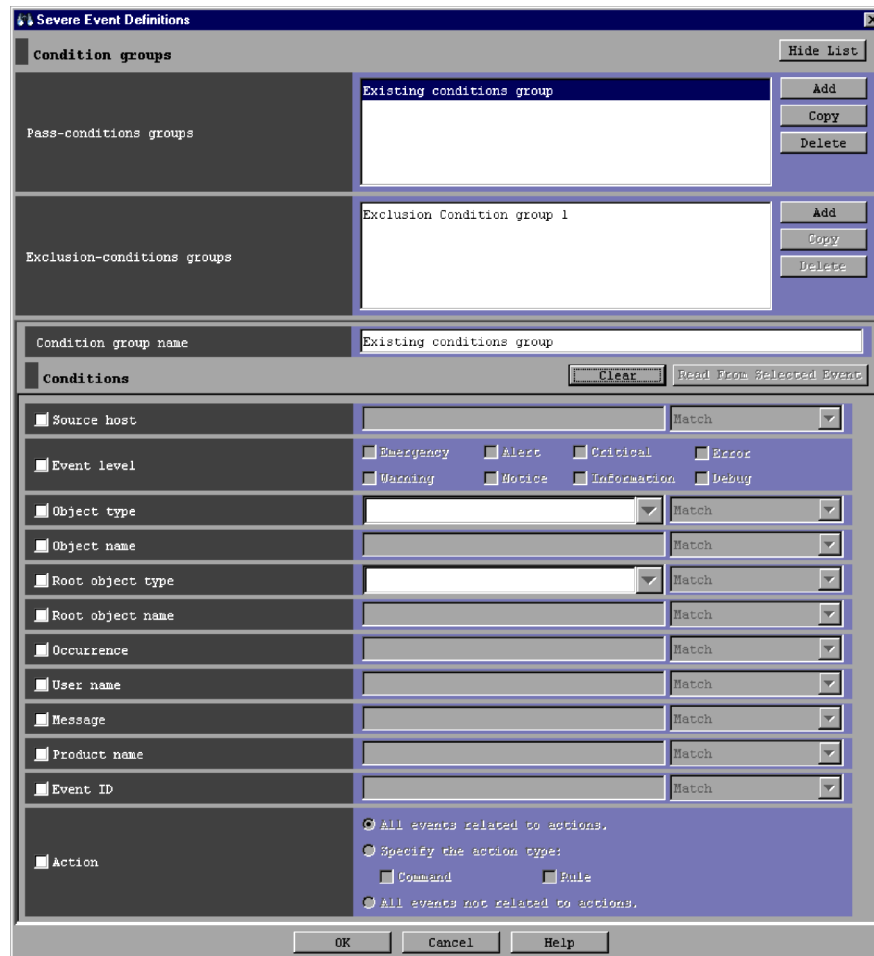 Severe Event Definitions
Condition groups
Hide List
Pass-conditions groups
Existing conditions group
Add
Copy
Delete
Exclusion-conditions groups
Exclusion Condition group 1
Add
Copy
Delete
Condition group name
Existing conditions group
Conditions
Clear
Read From Selected Event
Source host
Match
Event level
Emergency Alert Critical Error
Warning Notice Information Debug
Object type
Match
Object name
Match
Root object type
Match
Root object name
Match
Occurrence
Match
User name
Match
Message
Match
Product name
Match
Event ID
Match
Action
All events related to actions.
Specify the action type:
Command Rule
All events not related to actions.
OK Cancel Help